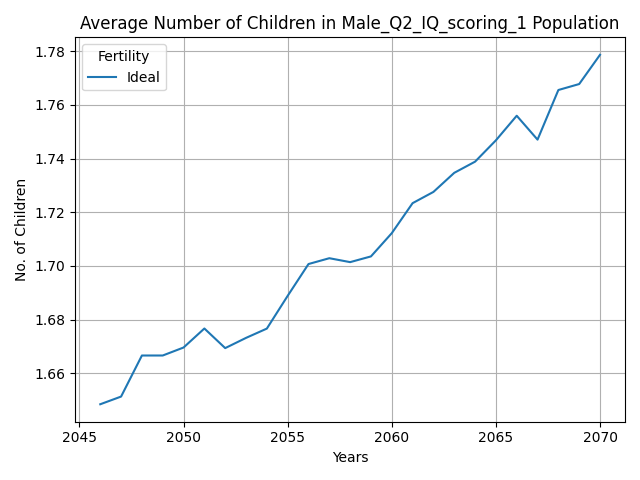 Average Number of Children in Male_Q2_IQ_scoring_1 Population
Fertility
Ideal
No. of Children
1.78
1.76
1.74
1.72
1.70
1.68
1.66
2045 2050 2055 2060 2065 2070
Years